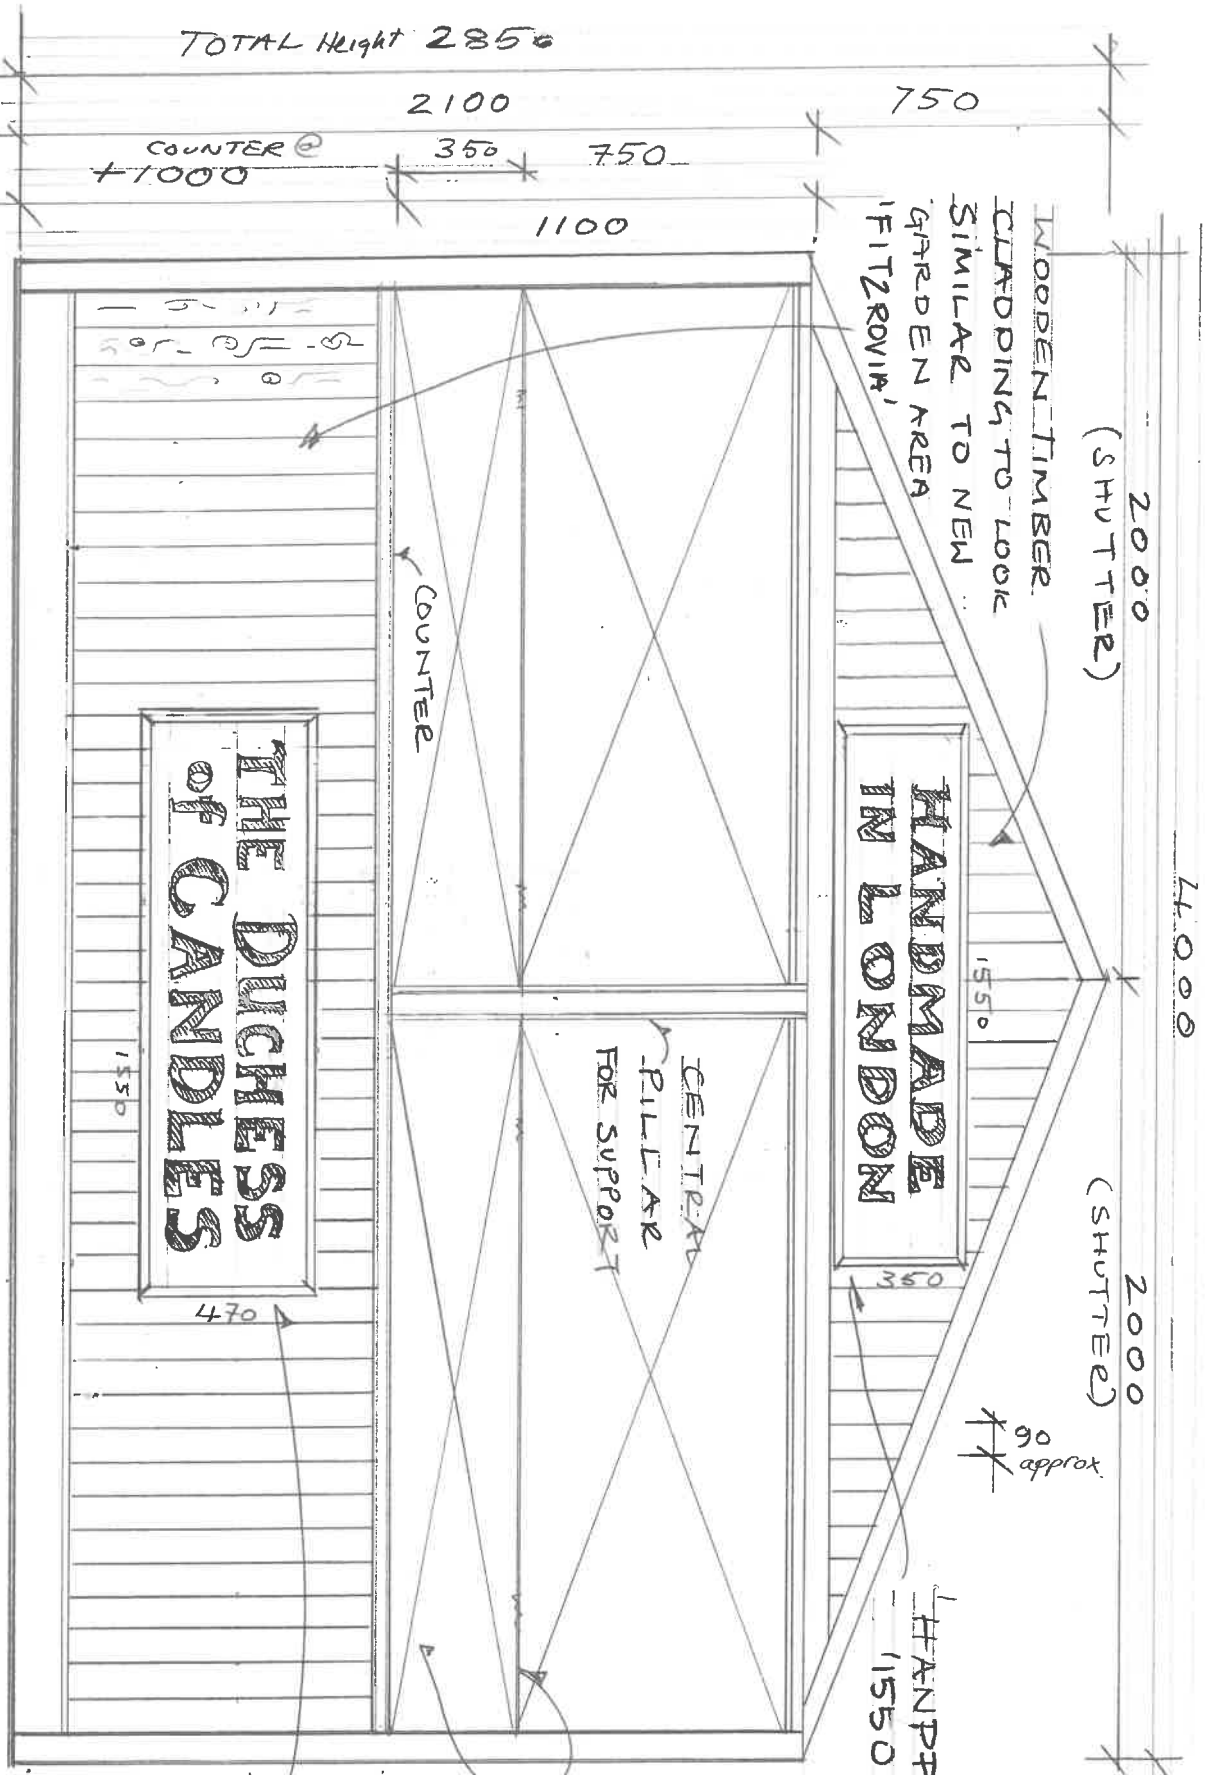 4000
2000
(SHUTTER)
2000
(SHUTTER)
WOODEN TIMBER
CLADDING TO LOOK
SIMILAR TO NEW
GARDEN AREA
'FITZROVIA'
90
approx.
1550
HANDMADE
IN LONDON
350
1550
CENTRAL
PILLAR
FOR SUPPORT
COUNTER
THE DUCHESS
of CANDLES
470
1550
TOTAL Height 2850
2100
750
COUNTER @
+1000
350
750
1100